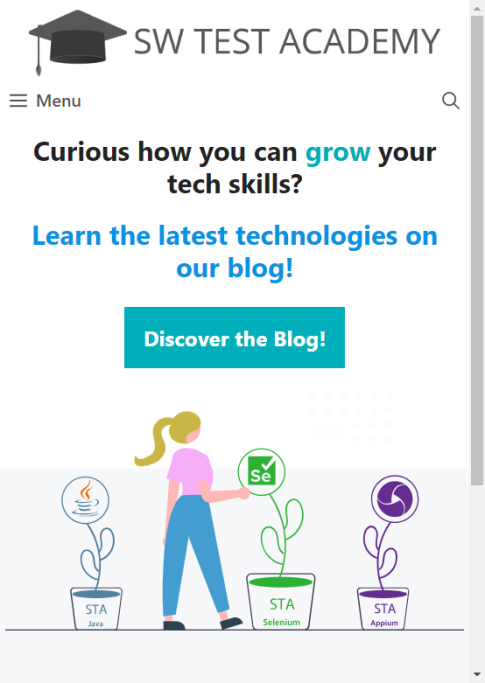 SW TEST ACADEMY
Menu
Curious how you can grow your
tech skills?
Learn the latest technologies on
our blog!
Discover the Blog!
Se
STA
Java
STA
Selenium
STA
Appium